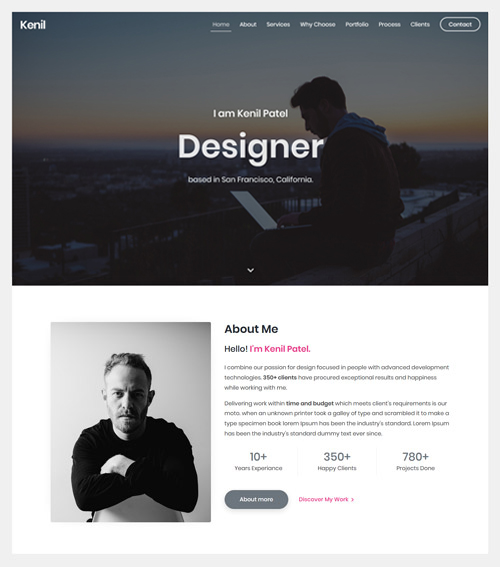 Kenil
Home About Services Why Choose Portfolio Process Clients Contact
I am Kenil Patel
Designer
based in San Francisco, California.
About Me
Hello! I'm Kenil Patel.
I combine our passion for design focused in people with advanced development
technologies. 350+ clients have procured exceptional results and happiness
while working with me.
Delivering work within time and budget which meets client's requirements is our
moto. when an unknown printer took a galley of type and scrambled it to make a
type specimen book lorem Ipsum has been the industry's standard. Lorem Ipsum
has been the industry's standard dummy text ever since.
10+ 350+ 780+
Years Experiance Happy Clients Projects Done
About more Discover My Work